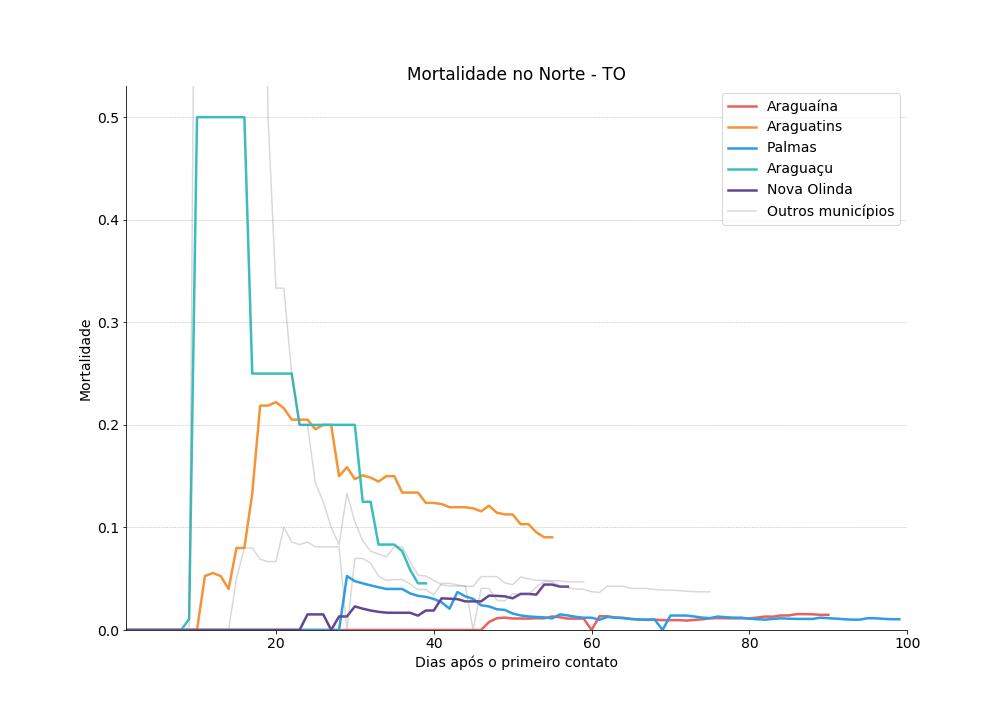 Mortalidade no Norte - TO
Araguaína
Araguatins
Palmas
Araguaçu
Nova Olinda
Outros municípios
Mortalidade
0.5
0.4
0.3
0.2
0.1
0.0
20
40
60
80
100
Dias após o primeiro contato